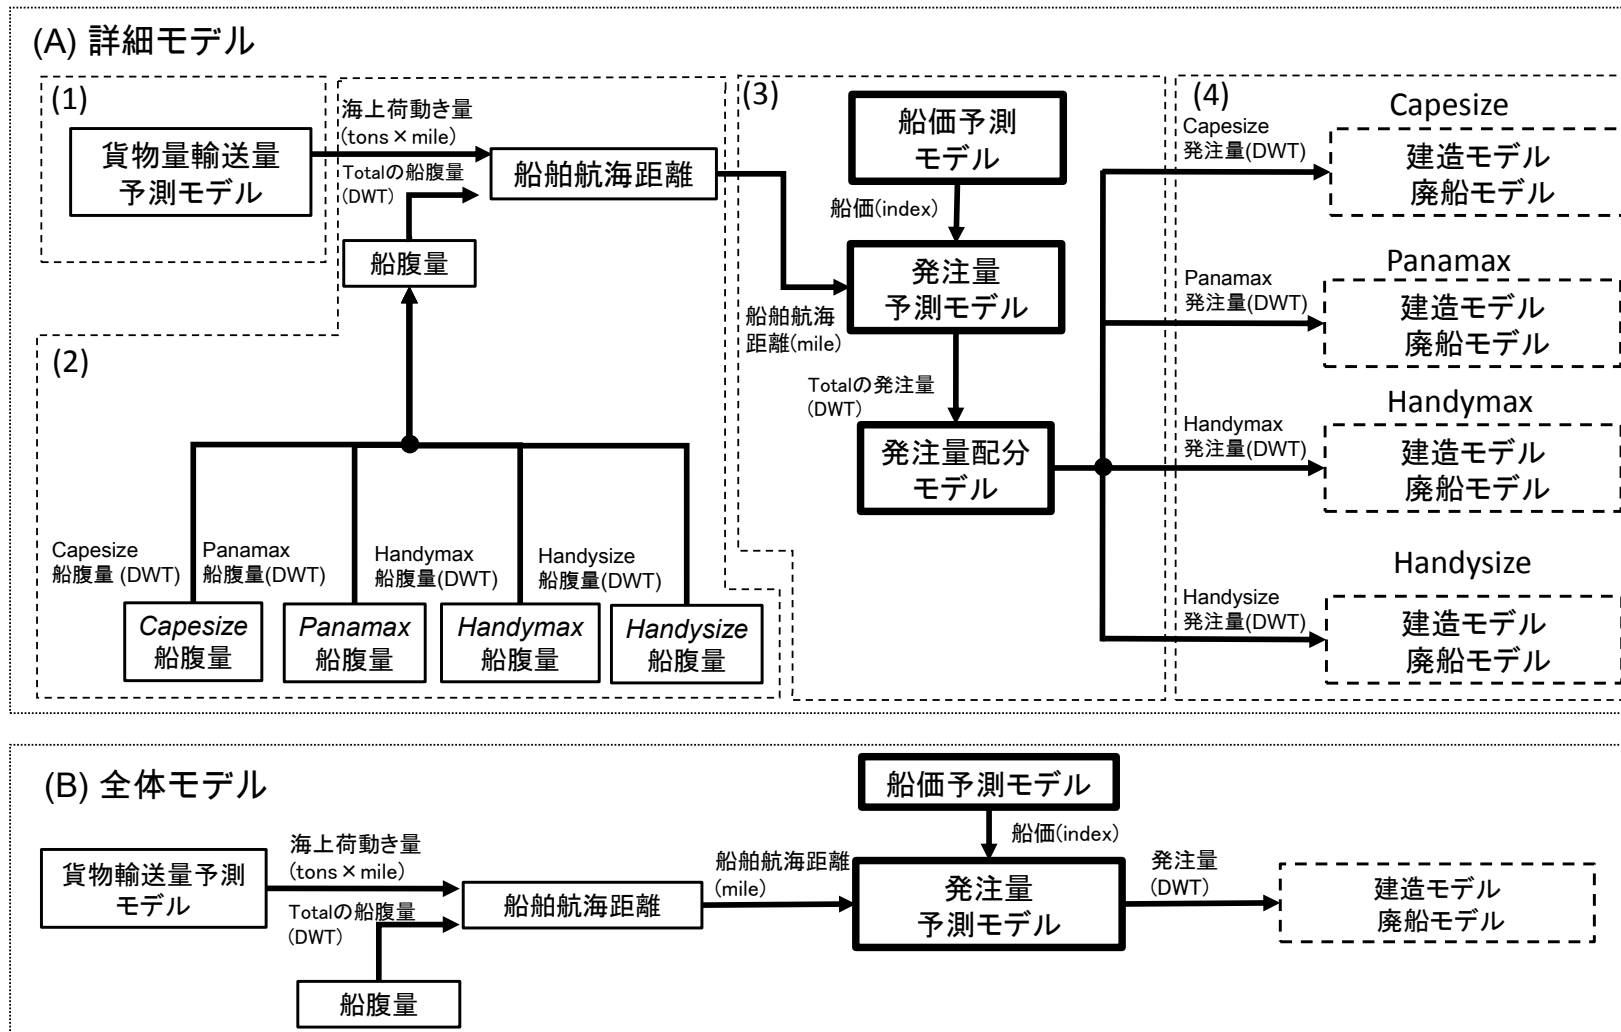 (A) 詳細モデル
(1)
貨物量輸送量
予測モデル
海上荷動き量
(tons×mile)
Totalの船腹量
(DWT)
船舶航海距離
船腹量
(2)
Capesize
船腹量 (DWT)
Panamax
船腹量(DWT)
Handymax
船腹量(DWT)
Handysize
船腹量(DWT)
Capesize
船腹量
Panamax
船腹量
Handymax
船腹量
Handysize
船腹量
(3)
船価予測
モデル
船価(index)
発注量
予測モデル
船舶航海
距離(mile)
Totalの発注量
(DWT)
発注量配分
モデル
(4)
Capesize
発注量(DWT)
Capesize
建造モデル
廃船モデル
Panamax
発注量(DWT)
Panamax
建造モデル
廃船モデル
Handymax
発注量(DWT)
Handymax
建造モデル
廃船モデル
Handysize
発注量(DWT)
Handysize
建造モデル
廃船モデル
(B) 全体モデル
貨物輸送量予測
モデル
海上荷動き量
(tons×mile)
Totalの船腹量
(DWT)
船腹量
船舶航海距離
船舶航海距離
(mile)
船価予測モデル
船価(index)
発注量
予測モデル
発注量
(DWT)
建造モデル
廃船モデル